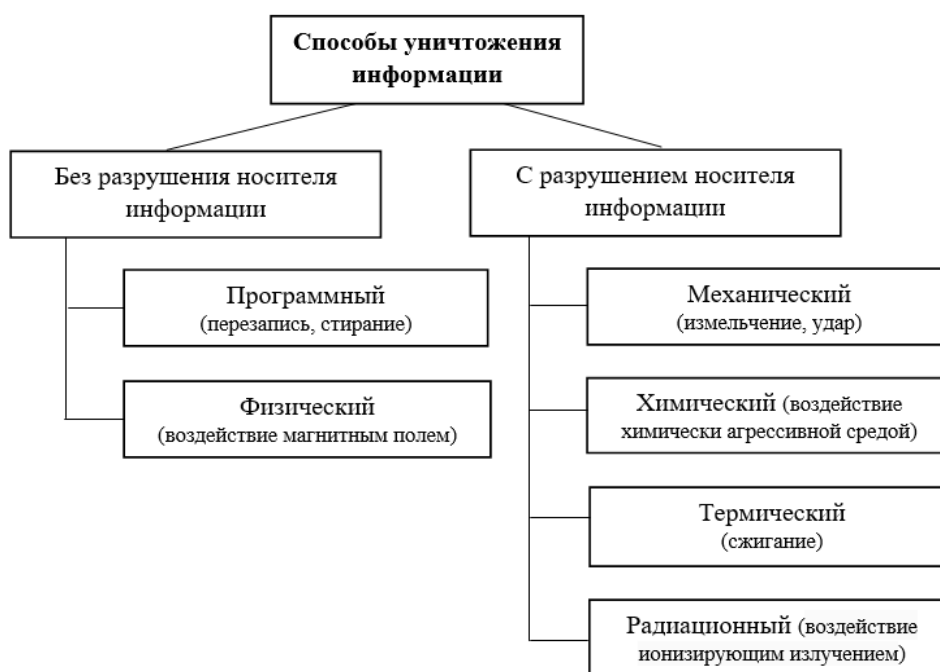 Способы уничтожения
информации
Без разрушения носителя
информации
Программный
(перезапись, стирание)
Физический
(воздействие магнитным полем)
С разрушением носителя
информации
Механический
(измельчение, удар)
Химический (воздействие
химически агрессивной средой)
Термический
(сжигание)
Радиационный (воздействие
ионизирующим излучением)